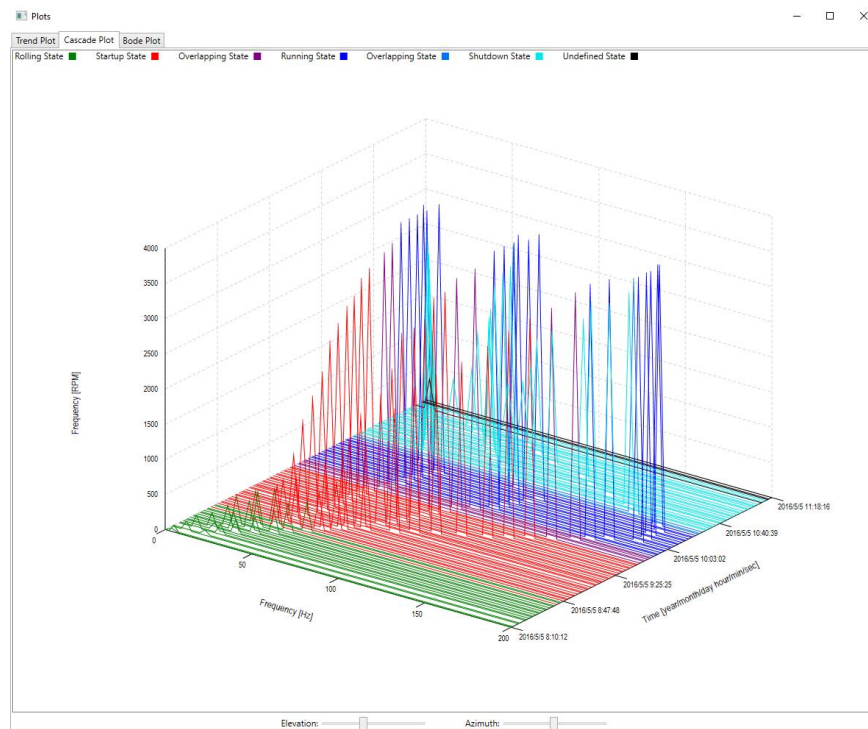 Plots
Trend Plot Cascade Plot Bode Plot
Rolling State Startup State Overlapping State Running State Overlapping State Shutdown State Undefined State
4000
3500
3000
2500
2000
1500
1000
500
0
Frequency [RPM]
0
50
100
150
200
Frequency [Hz]
2016/5/5 11:18:16
2016/5/5 10:40:39
2016/5/5 10:03:02
2016/5/5 9:25:25
2016/5/5 8:47:48
2016/5/5 8:10:12
Time [year/month/day hour/min/sec]
Elevation: Azimuth: